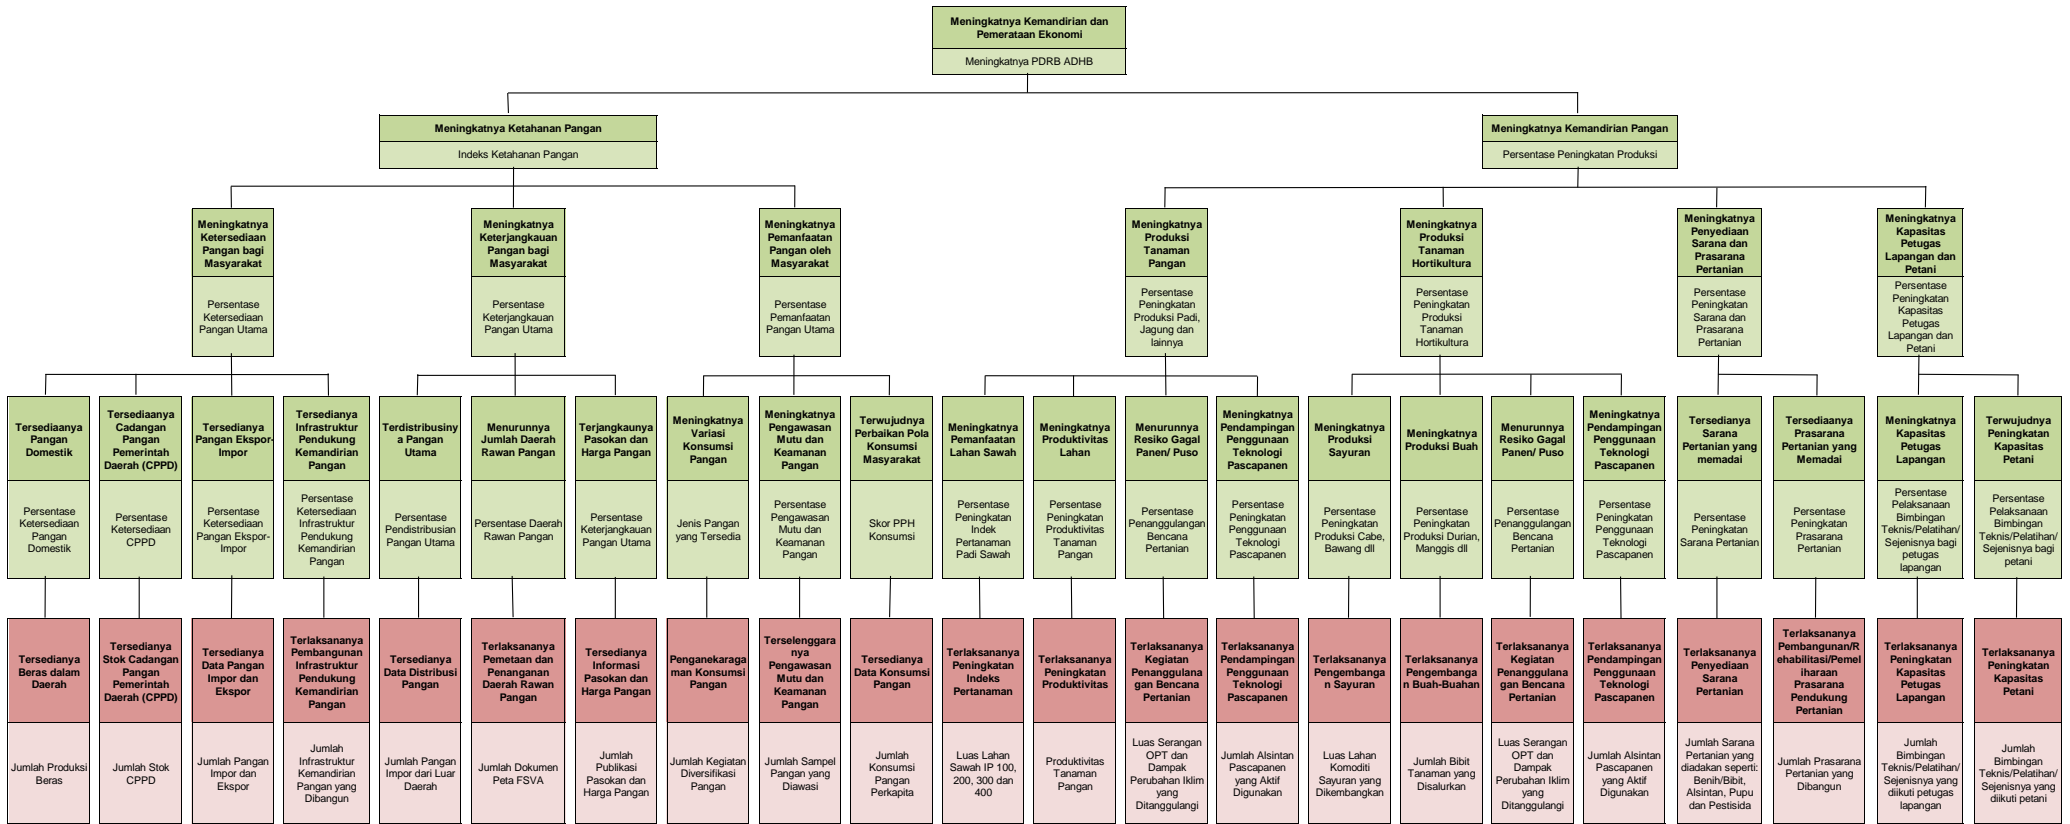 Meningkatnya Kemandirian dan
Pemerataan Ekonomi
Meningkatnya PDRB ADHB
Meningkatnya Ketahanan Pangan
Indeks Ketahanan Pangan
Meningkatnya Kemandirian Pangan
Persentase Peningkatan Produksi
Meningkatnya
Ketersediaan
Pangan bagi
Masyarakat
Persentase
Ketersediaan
Pangan Utama
Meningkatnya
Keterjangkauan
Pangan bagi
Masyarakat
Persentase
Keterjangkauan
Pangan Utama
Meningkatnya
Pemanfaatan
Pangan oleh
Masyarakat
Persentase
Pemanfaatan
Pangan Utama
Meningkatnya
Produksi
Tanaman
Pangan
Persentase
Peningkatan
Produksi Padi,
Jagung dan
lainnya
Meningkatnya
Produksi
Tanaman
Hortikultura
Persentase
Peningkatan
Produksi
Tanaman
Hortikultura
Meningkatnya
Penyediaan
Sarana dan
Prasarana
Pertanian
Persentase
Peningkatan
Sarana dan
Prasarana
Pertanian
Meningkatnya
Kapasitas
Petugas
Lapangan dan
Petani
Persentase
Peningkatan
Kapasitas
Petugas
Lapangan dan
Petani
Tersediaanya
Pangan
Domestik
Persentase
Ketersediaan
Pangan
Domestik
Tersediaanya
Cadangan
Pangan
Pemerintah
Daerah (CPPD)
Persentase
Ketersediaan
CPPD
Tersedianya
Pangan Ekspor-
Impor
Persentase
Ketersediaan
Pangan Ekspor-
Impor
Tersedianya
Infrastruktur
Pendukung
Kemandirian
Pangan
Persentase
Ketersediaan
Infrastruktur
Pendukung
Kemandirian
Pangan
Terdistribusiny
a Pangan
Utama
Persentase
Pendistribusian
Pangan Utama
Menurunnya
Jumlah Daerah
Rawan Pangan
Persentase Daerah
Rawan Pangan
Terjangkaunya
Pasokan dan
Harga Pangan
Persentase
Keterjangkauan
Pangan Utama
Meningkatnya
Variasi
Konsumsi
Pangan
Jenis Pangan
yang Tersedia
Meningkatnya
Pengawasan
Mutu dan
Keamanan
Pangan
Persentase
Pengawasan
Mutu dan
Keamanan
Pangan
Terwujudnya
Perbaikan Pola
Konsumsi
Masyarakat
Skor PPH
Konsumsi
Meningkatnya
Pemanfaatan
Lahan Sawah
Persentase
Peningkatan
Indek
Pertanaman
Padi Sawah
Meningkatnya
Produktivitas
Lahan
Persentase
Peningkatan
Produktivitas
Tanaman
Pangan
Menurunnya
Resiko Gagal
Panen/ Puso
Persentase
Penanggulangan
Bencana
Pertanian
Meningkatnya
Pendampingan
Penggunaan
Teknologi
Pascapanen
Persentase
Peningkatan
Penggunaan
Teknologi
Pascapanen
Meningkatnya
Produksi
Sayuran
Persentase
Peningkatan
Produksi Cabe,
Bawang dll
Meningkatnya
Produksi Buah
Persentase
Peningkatan
Produksi Durian,
Manggis dll
Menurunnya
Resiko Gagal
Panen/ Puso
Persentase
Penanggulangan
Bencana
Pertanian
Meningkatnya
Pendampingan
Penggunaan
Teknologi
Pascapanen
Persentase
Peningkatan
Penggunaan
Teknologi
Pascapanen
Tersedianya
Sarana
Pertanian yang
memadai
Persentase
Peningkatan
Sarana Pertanian
Tersediaanya
Prasarana
Pertanian yang
Memadai
Persentase
Peningkatan
Prasarana
Pertanian
Meningkatnya
Kapasitas
Petugas
Lapangan
Persentase
Pelaksanaan
Bimbingan
Teknis/Pelatihan/
Sejenisnya bagi
petugas
lapangan
Terwujudnya
Peningkatan
Kapasitas
Petani
Persentase
Pelaksanaan
Bimbingan
Teknis/Pelatihan/
Sejenisnya bagi
petani
Tersedianya
Beras dalam
Daerah
Jumlah Produksi
Beras
Tersedianya
Stok Cadangan
Pangan
Pemerintah
Daerah (CPPD)
Jumlah Stok
CPPD
Tersedianya
Data Pangan
Impor dan
Ekspor
Jumlah Pangan
Impor dan
Ekspor
Terlaksananya
Pembangunan
Infrastruktur
Pendukung
Kemandirian
Pangan
Jumlah
Infrastruktur
Kemandirian
Pangan yang
Dibangun
Tersedianya
Data Distribusi
Pangan
Jumlah Pangan
Impor dari Luar
Daerah
Terlaksananya
Pemetaan dan
Penanganan
Daerah Rawan
Pangan
Jumlah Dokumen
Peta FSVA
Tersedianya
Informasi
Pasokan dan
Harga Pangan
Jumlah
Publikasi
Pasokan dan
Harga Pangan
Penganekaraga
man Konsumsi
Pangan
Jumlah Kegiatan
Diversifikasi
Pangan
Terselenggara
nya
Pengawasan
Mutu dan
Keamanan
Pangan
Jumlah Sampel
Pangan yang
Diawasi
Tersedianya
Data Konsumsi
Pangan
Jumlah
Konsumsi
Pangan
Perkapita
Terlaksananya
Peningkatan
Indeks
Pertanaman
Luas Lahan
Sawah IP 100,
200, 300 dan
400
Terlaksananya
Peningkatan
Produktivitas
Produktivitas
Tanaman
Pangan
Terlaksananya
Kegiatan
Penanggulana
gan Bencana
Pertanian
Luas Serangan
OPT dan
Dampak
Perubahan Iklim
yang
Ditanggulangi
Terlaksananya
Pendampingan
Penggunaan
Teknologi
Pascapanen
Jumlah Alsintan
Pascapanen
yang Aktif
Digunakan
Terlaksananya
Pengembanga
n Sayuran
Luas Lahan
Komoditi
Sayuran yang
Dikembangkan
Terlaksananya
Pengembanga
n Buah-Buahan
Jumlah Bibit
Tanaman yang
Disalurkan
Terlaksananya
Kegiatan
Penanggulana
gan Bencana
Pertanian
Luas Serangan
OPT dan
Dampak
Perubahan Iklim
yang
Ditanggulangi
Terlaksananya
Pendampingan
Penggunaan
Teknologi
Pascapanen
Jumlah Alsintan
Pascapanen
yang Aktif
Digunakan
Terlaksananya
Penyediaan
Sarana
Pertanian
Jumlah Sarana
Pertanian yang
diadakan seperti:
Benih/Bibit,
Alsintan, Pupu
dan Pestisida
Terlaksananya
Pembangunan/R
ehabilitasi/Pemel
iharaan
Prasarana
Pendukung
Pertanian
Jumlah Prasarana
Pertanian yang
Dibangun
Terlaksananya
Peningkatan
Kapasitas
Petugas
Lapangan
Jumlah
Bimbingan
Teknis/Pelatihan/
Sejenisnya yang
diikuti petugas
lapangan
Terlaksananya
Peningkatan
Kapasitas
Petani
Jumlah
Bimbingan
Teknis/Pelatihan/
Sejenisnya yang
diikuti petani